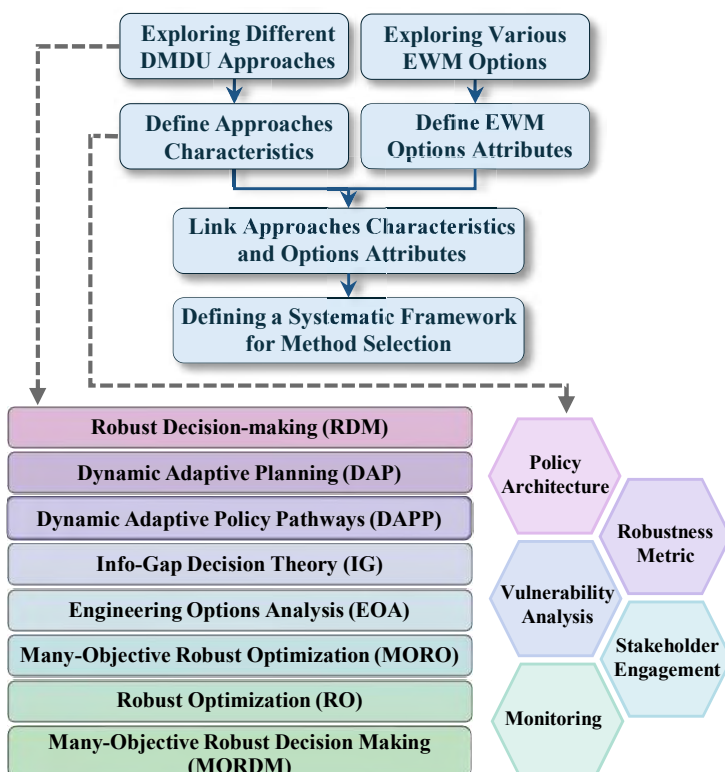 Exploring Different
DMDU Approaches
Exploring Various
EWM Options
Define Approaches
Characteristics
Define EWM
Options Attributes
Link Approaches Characteristics
and Options Attributes
Defining a Systematic Framework
for Method Selection
Robust Decision-making (RDM)
Dynamic Adaptive Planning (DAP)
Dynamic Adaptive Policy Pathways (DAPP)
Info-Gap Decision Theory (IG)
Engineering Options Analysis (EOA)
Many-Objective Robust Optimization (MORO)
Robust Optimization (RO)
Many-Objective Robust Decision Making
(MORDM)
Policy
Architecture
Robustness
Metric
Vulnerability
Analysis
Stakeholder
Engagement
Monitoring